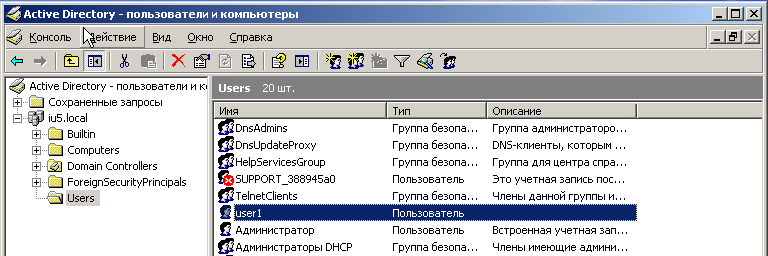 Active Directory - пользователи и компьютеры
Консоль Действие Вид Окно Справка
Active Directory - пользователи и ко
Сохраненные запросы
iu5.local
Builtin
Computers
Domain Controllers
ForeignSecurityPrincipals
Users
Users 20 шт.
Имя Тип Описание
DnsAdmins Группа безопа... Группа администраторо...
DnsUpdateProxy Группа безопа... DNS-клиенты, которым ...
HelpServicesGroup Группа безопа... Группа для центра спра...
SUPPORT_388945a0 Пользователь Это учетная запись пос...
TelnetClients Группа безопа... Члены данной группы и...
user1 Пользователь
Администратор Пользователь Встроенная учетная зап...
Администраторы DHCP Группа безопа... Члены имеющие админи...